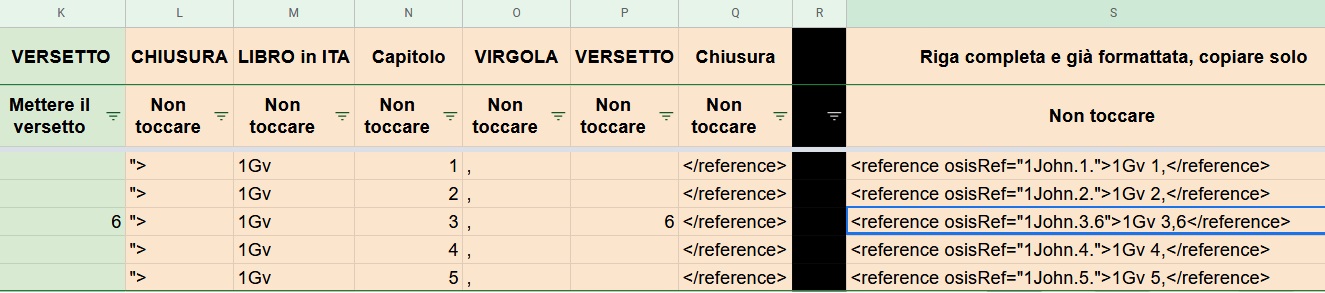 K L M N O P Q R S
VERSETTO CHIUSURA LIBRO in ITA Capitolo VIRGOLA VERSETTO Chiusura Riga completa e già formattata, copiare solo
Mettere il versetto Non toccare Non toccare Non toccare Non toccare Non toccare Non toccare Non toccare
"> 1Gv 1 , </reference> <reference osisRef="1John.1.">1Gv 1,</reference>
"> 1Gv 2 , </reference> <reference osisRef="1John.2.">1Gv 2,</reference>
6 "> 1Gv 3 , 6 </reference> <reference osisRef="1John.3.6">1Gv 3,6</reference>
"> 1Gv 4 , </reference> <reference osisRef="1John.4.">1Gv 4,</reference>
"> 1Gv 5 , </reference> <reference osisRef="1John.5.">1Gv 5,</reference>